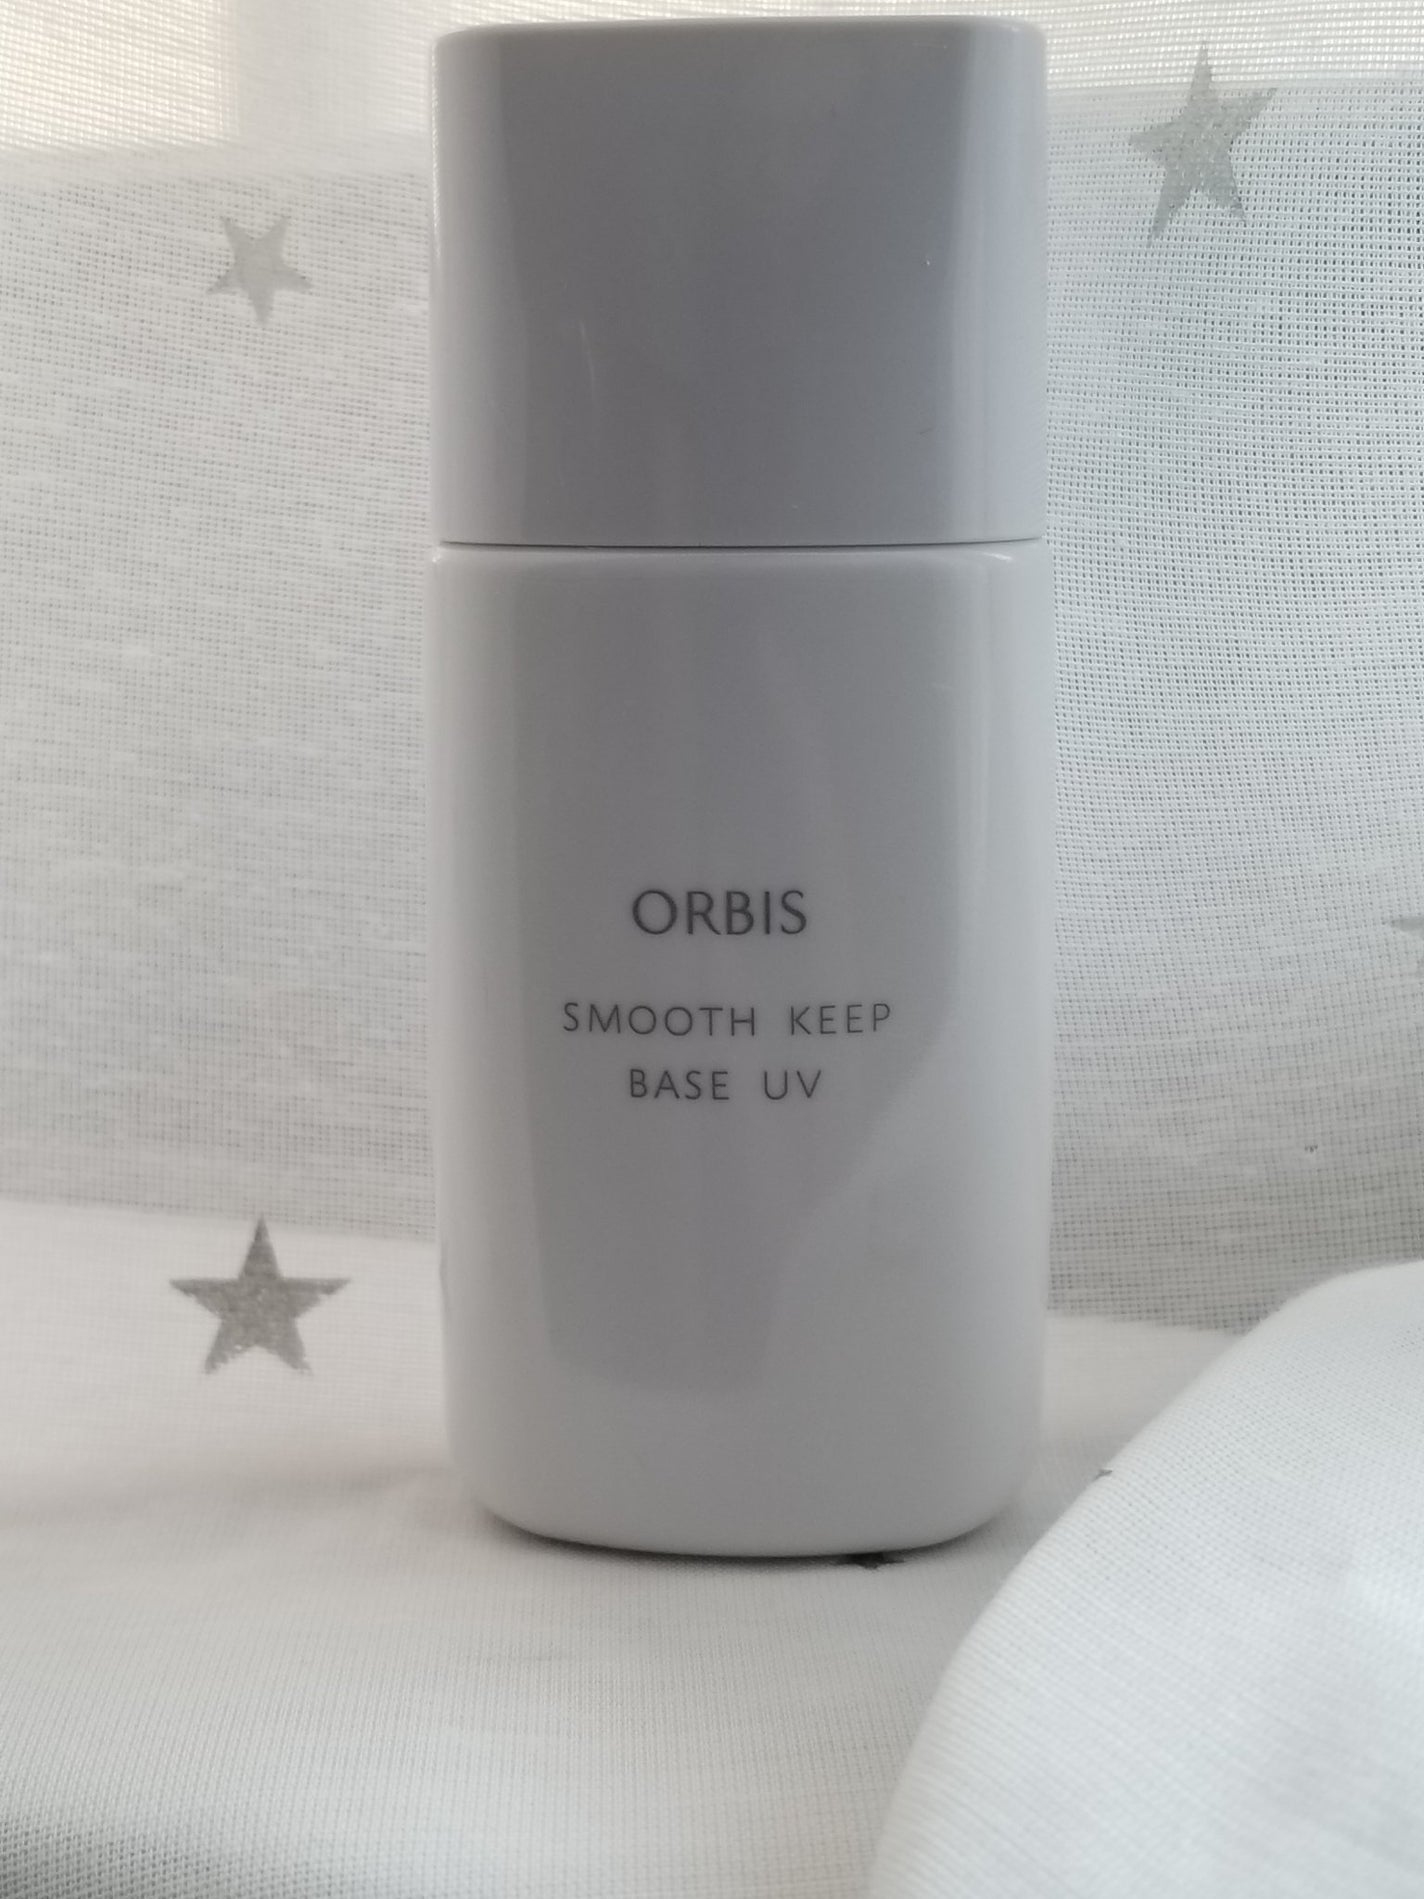 ORBIS
SMOOTH KEEP
BASE UV